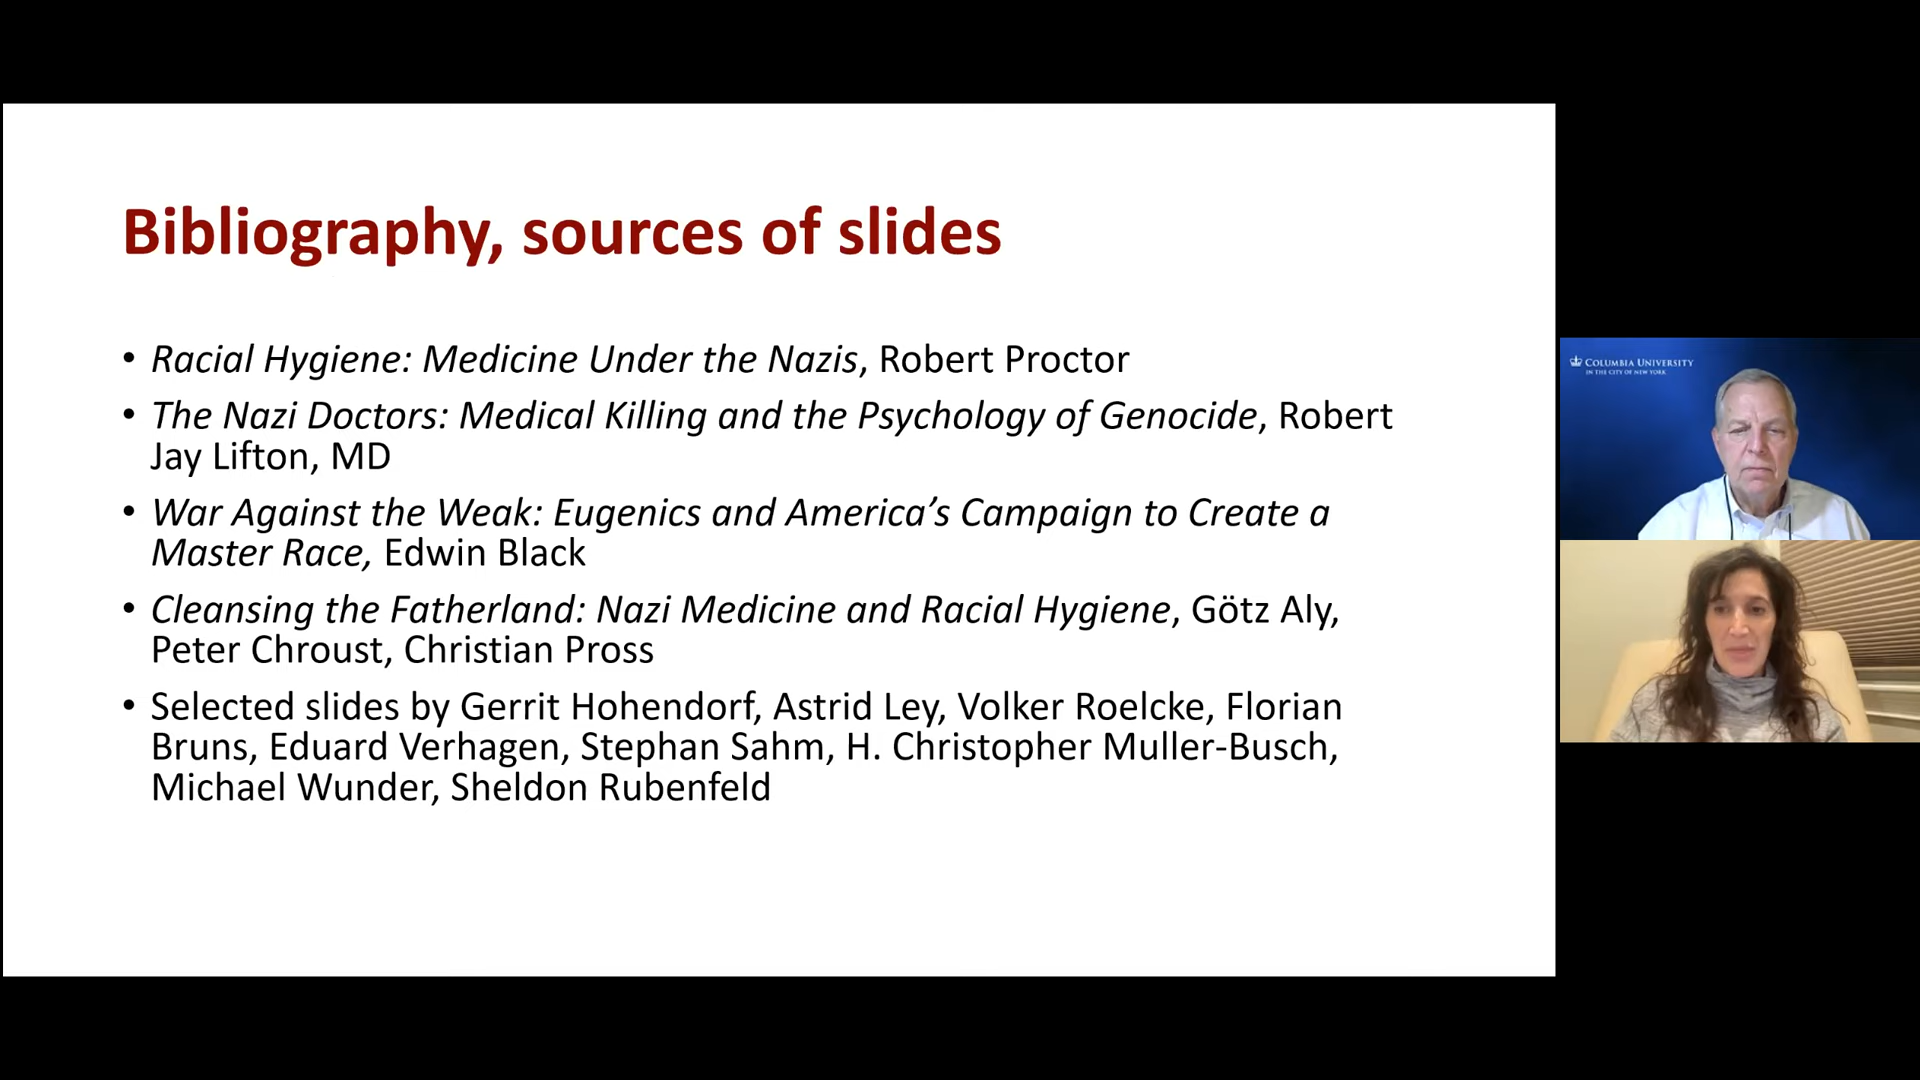 Bibliography, sources of slides
• Racial Hygiene: Medicine Under the Nazis, Robert Proctor
• The Nazi Doctors: Medical Killing and the Psychology of Genocide, Robert
Jay Lifton, MD
• War Against the Weak: Eugenics and America’s Campaign to Create a
Master Race, Edwin Black
• Cleansing the Fatherland: Nazi Medicine and Racial Hygiene, Götz Aly,
Peter Chroust, Christian Pross
• Selected slides by Gerrit Hohendorf, Astrid Ley, Volker Roelcke, Florian
Bruns, Eduard Verhagen, Stephan Sahm, H. Christopher Muller-Busch,
Michael Wunder, Sheldon Rubenfeld
COLUMBIA UNIVERSITY
IN THE CITY OF NEW YORK